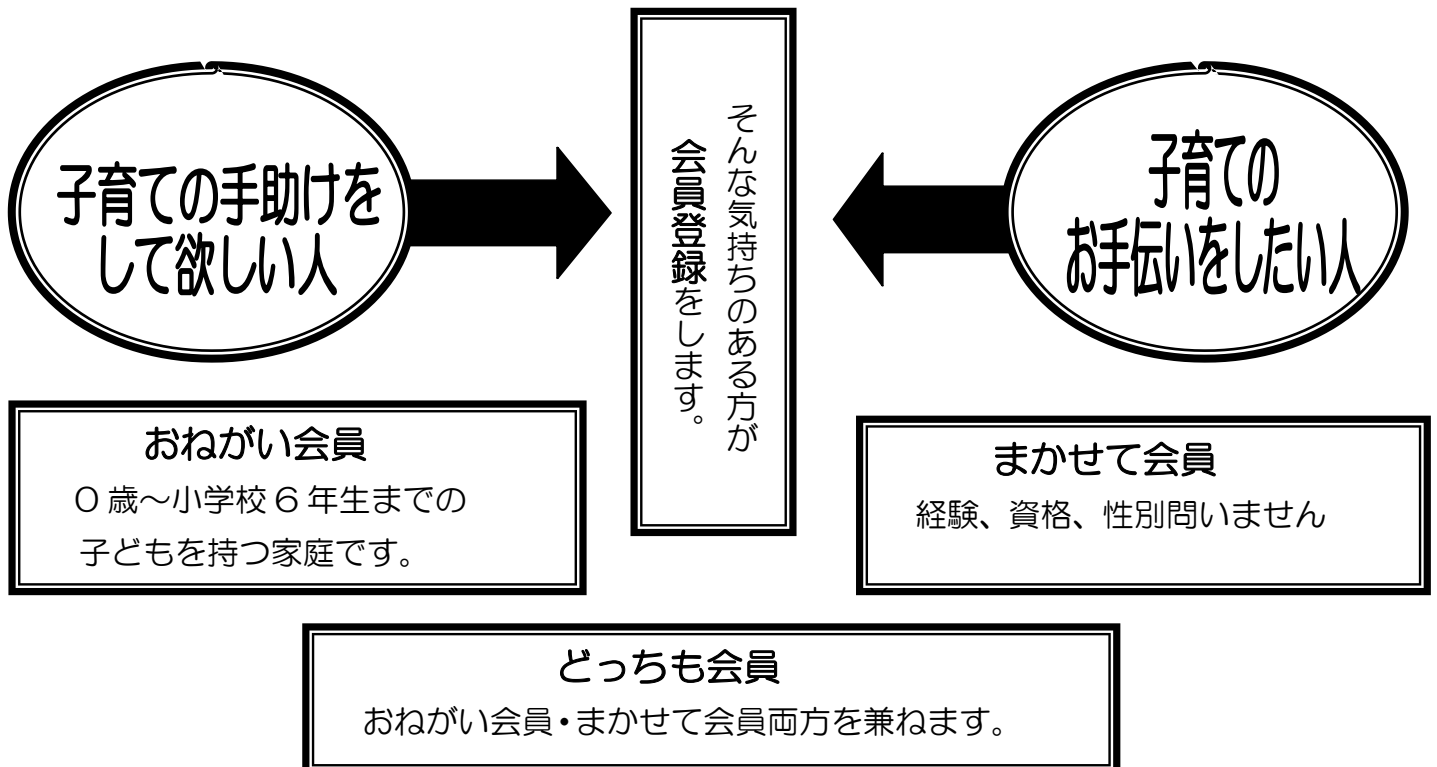 子育ての手助けを
して欲しい人
そんな気持ちのある方が
会員登録をします。
子育ての
お手伝いをしたい人
おねがい会員
0歳～小学校6年生までの
子どもを持つ家庭です。
まかせて会員
経験、資格、性別問いません
どっちも会員
おねがい会員・まかせて会員両方を兼ねます。